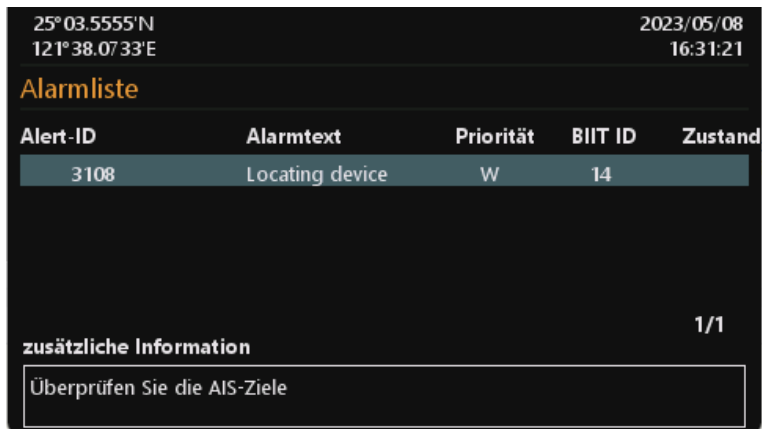 25°03.5555'N 2023/05/08
121°38.0733'E 16:31:21
Alarmliste
Alert-ID Alarmtext Priorität BIIT ID Zustand
3108 Locating device W 14
1/1
zusätzliche Information
Überprüfen Sie die AIS-Ziele